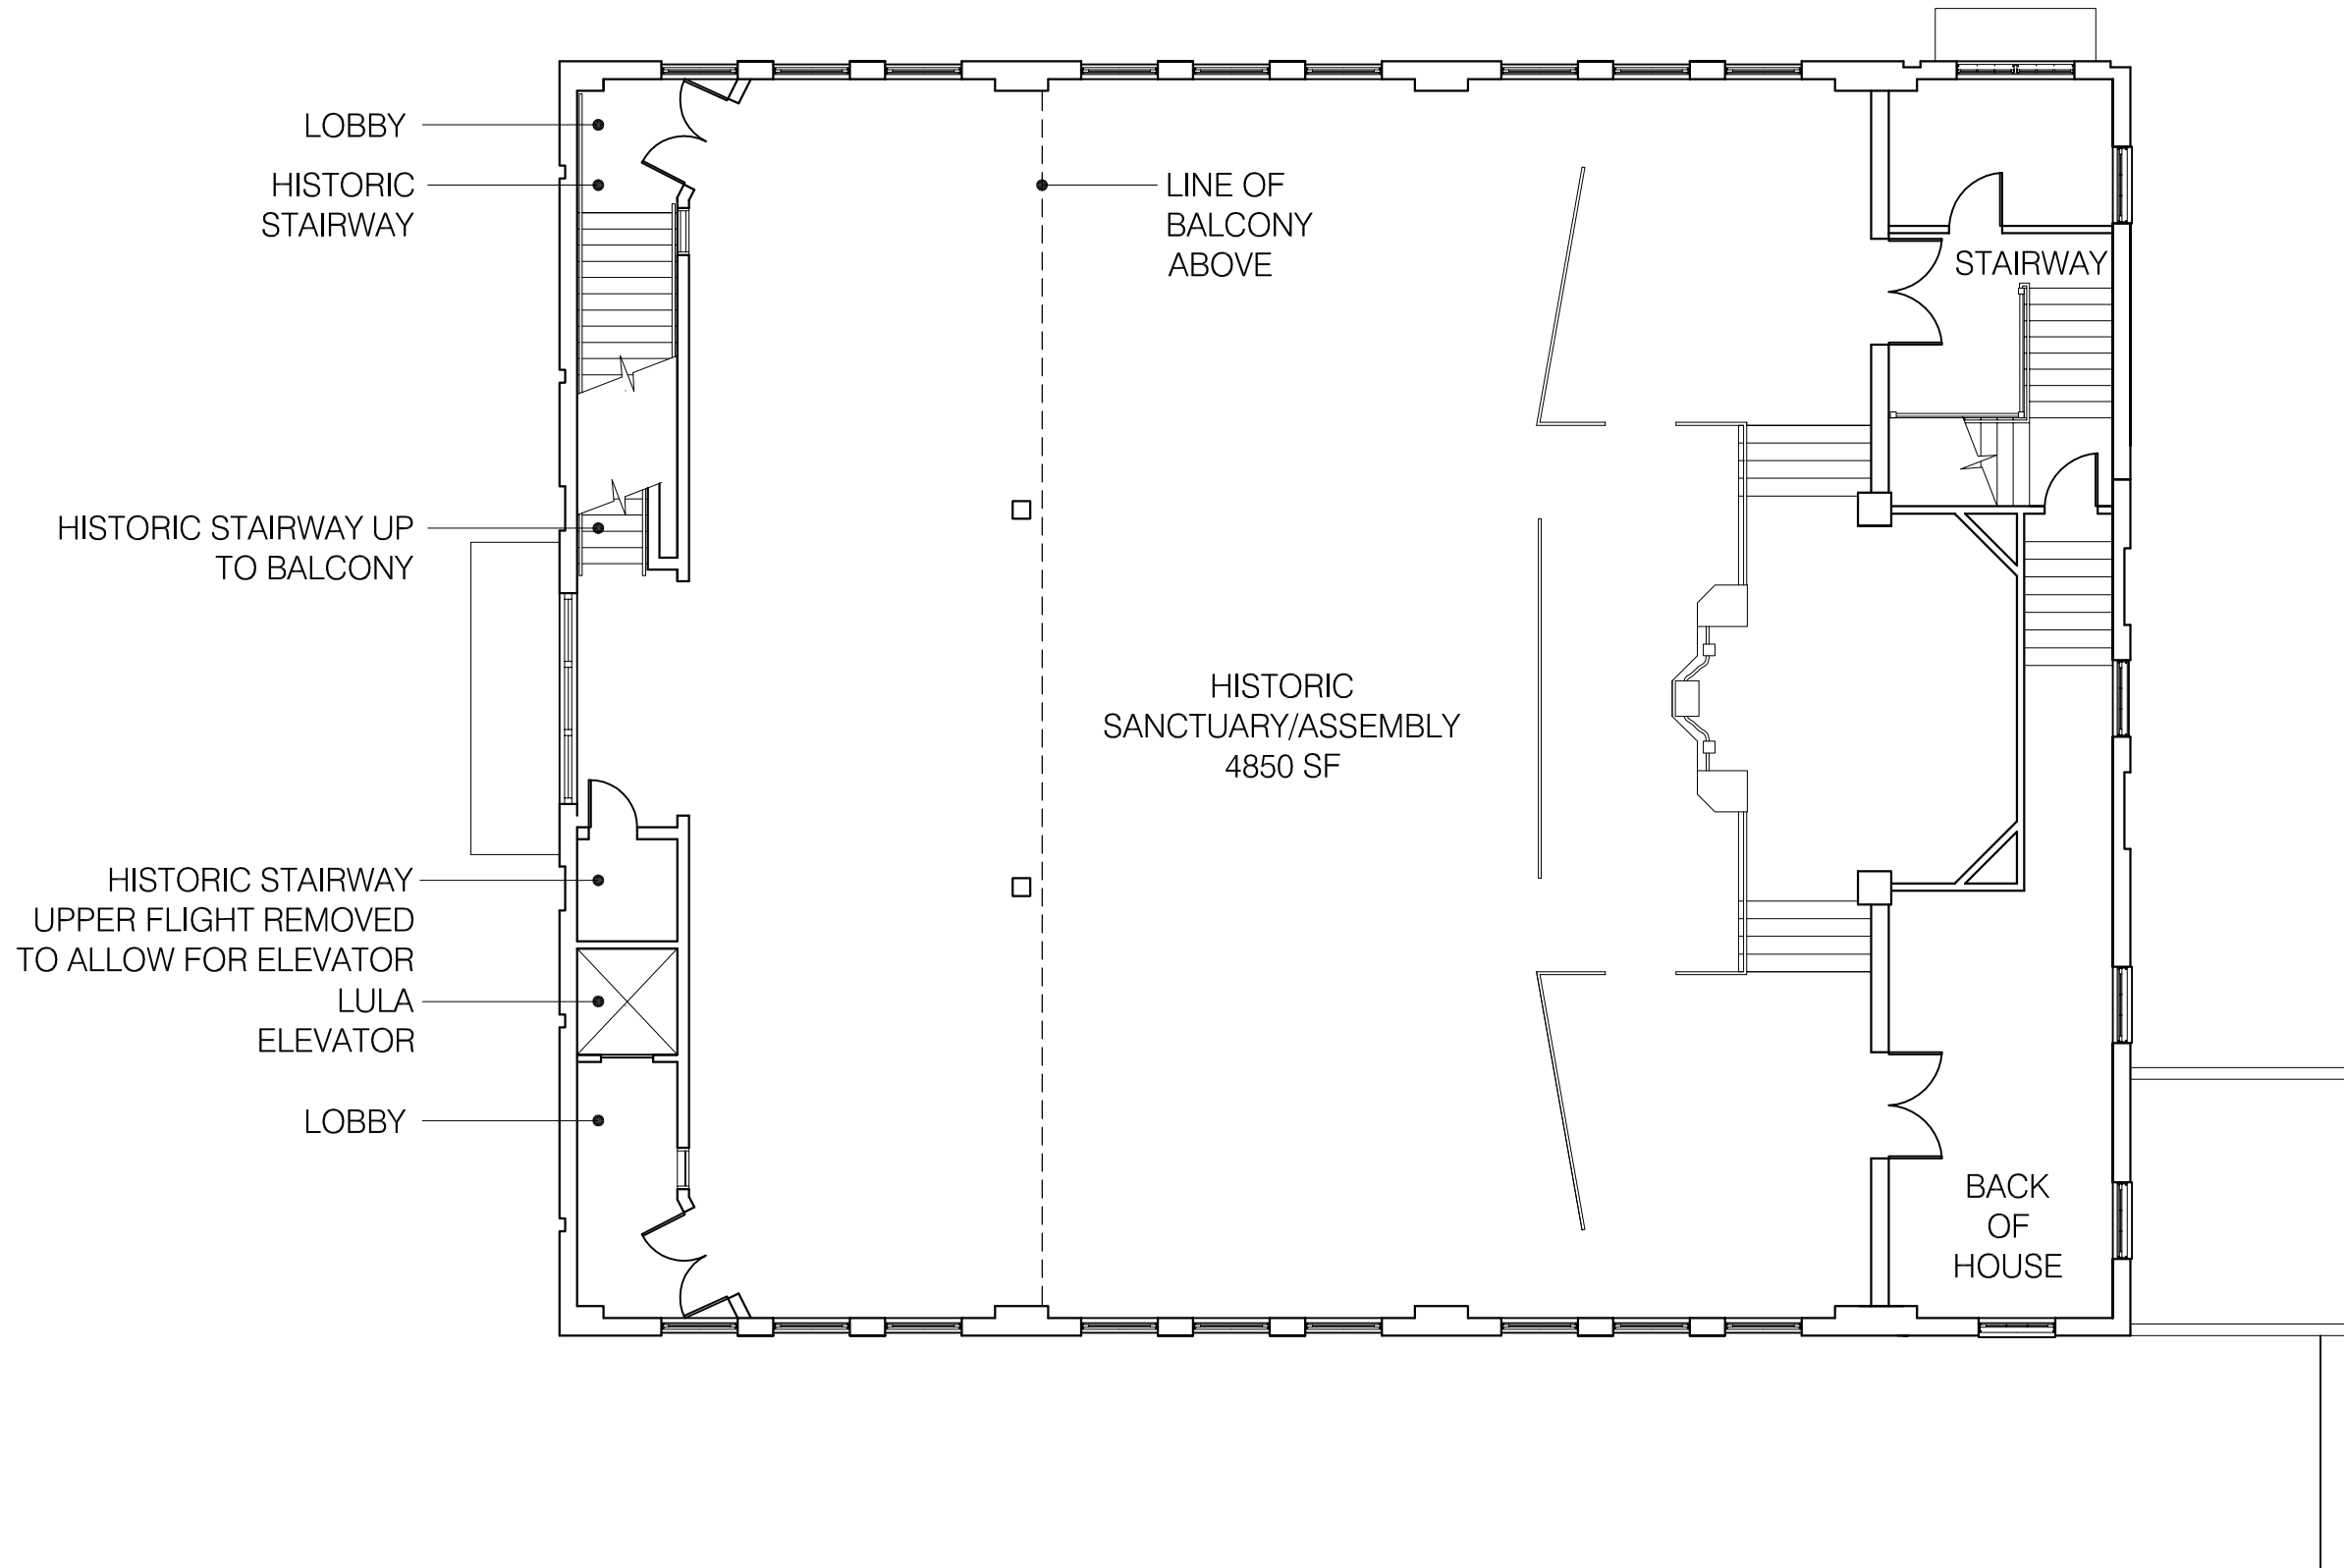 LOBBY
HISTORIC
STAIRWAY
HISTORIC STAIRWAY UP
TO BALCONY
HISTORIC STAIRWAY
UPPER FLIGHT REMOVED
TO ALLOW FOR ELEVATOR
LULA
ELEVATOR
LOBBY
LINE OF
BALCONY
ABOVE
HISTORIC
SANCTUARY/ASSEMBLY
4850 SF
STAIRWAY
BACK
OF
HOUSE